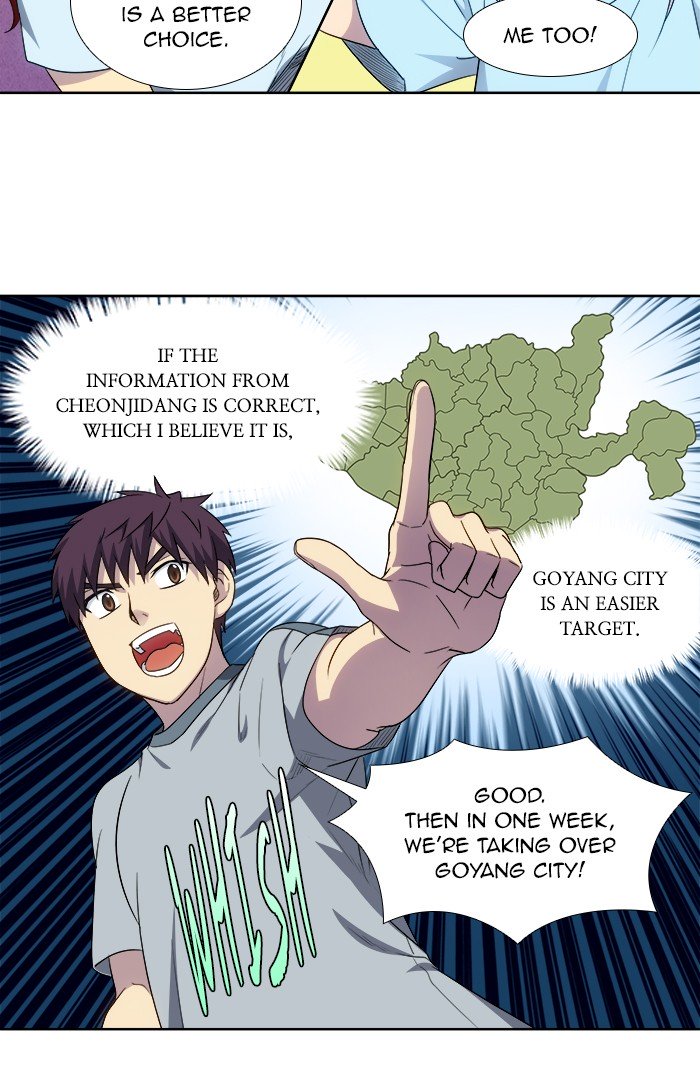 IS A BETTER
CHOICE.
ME TOO!
IF THE
INFORMATION FROM
CHEONJIDANG IS CORRECT,
WHICH I BELIEVE IT IS,
GOYANG CITY
IS AN EASIER
TARGET.
GOOD.
THEN IN ONE WEEK,
WE'RE TAKING OVER
GOYANG CITY!
WHISH